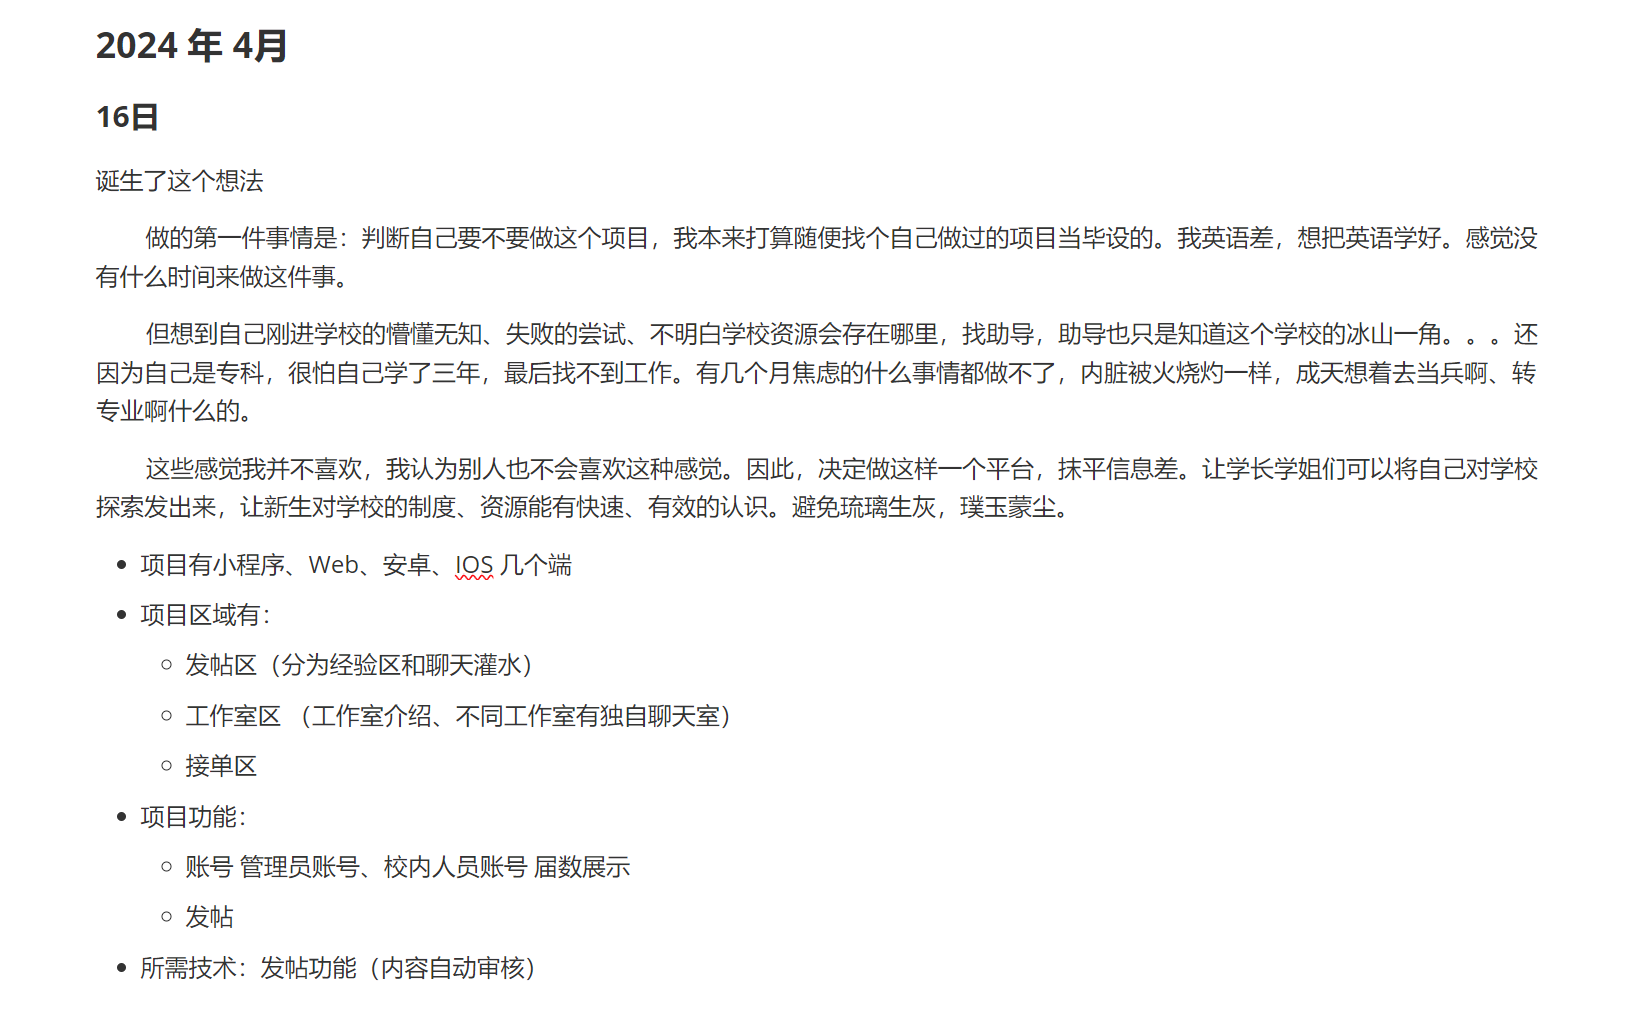 2024 年 4月
16日
诞生了这个想法
做的第一件事情是：判断自己要不要做这个项目，我本来打算随便找个自己做过的项目当毕设的。我英语差，想把英语学好。感觉没
有什么时间来做这件事。
但想到自己刚进学校的懵懂无知、失败的尝试、不明白学校资源会存在哪里，找助导，助导也只是知道这个学校的冰山一角。。。还
因为自己是专科，很怕自己学了三年，最后找不到工作。有几个月焦虑的什么事情都做不了，内脏被火烧灼一样，成天想着去当兵啊、转
专业啊什么的。
这些感觉我并不喜欢，我认为别人也不会喜欢这种感觉。因此，决定做这样一个平台，抹平信息差。让学长学姐们可以将自己对学校
探索发出来，让新生对学校的制度、资源能有快速、有效的认识。避免琉璃生灰，璞玉蒙尘。
项目有小程序、Web、安卓、IOS 几个端
项目区域有：
发帖区（分为经验区和聊天灌水）
工作室区 （工作室介绍、不同工作室有独自聊天室）
接单区
项目功能：
账号 管理员账号、校内人员账号 届数展示
发帖
所需技术：发帖功能（内容自动审核）